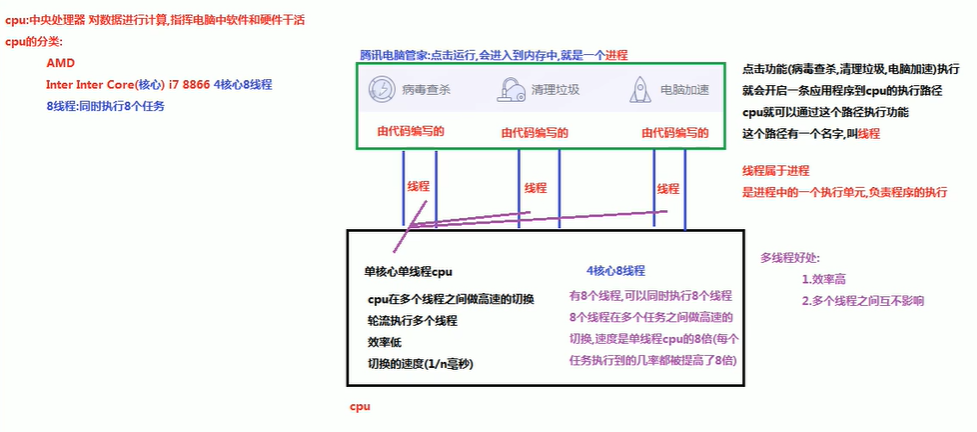 cpu:中央处理器 对数据进行计算,指挥电脑中软件和硬件干活
cpu的分类:
AMD
Inter Inter Core(核心) i7 8866 4核心8线程
8线程:同时执行8个任务
腾讯电脑管家:点击运行,会进入到内存中,就是一个进程
病毒查杀
清理垃圾
电脑加速
由代码编写的
由代码编写的
由代码编写的
线程
线程
线程
点击功能(病毒查杀,清理垃圾,电脑加速)执行
就会开启一条应用程序到cpu的执行路径
cpu就可以通过这个路径执行功能
这个路径有一个名字,叫线程
线程属于进程
是进程中的一个执行单元,负责程序的执行
单核心单线程cpu
cpu在多个线程之间做高速的切换
轮流执行多个线程
效率低
切换的速度(1/n毫秒)
4核心8线程
有8个线程,可以同时执行8个线程
8个线程在多个任务之间做高速的
切换,速度是单线程cpu的8倍(每个
任务执行到的几率都被提高了8倍)
多线程好处:
1.效率高
2.多个线程之间互不影响
cpu